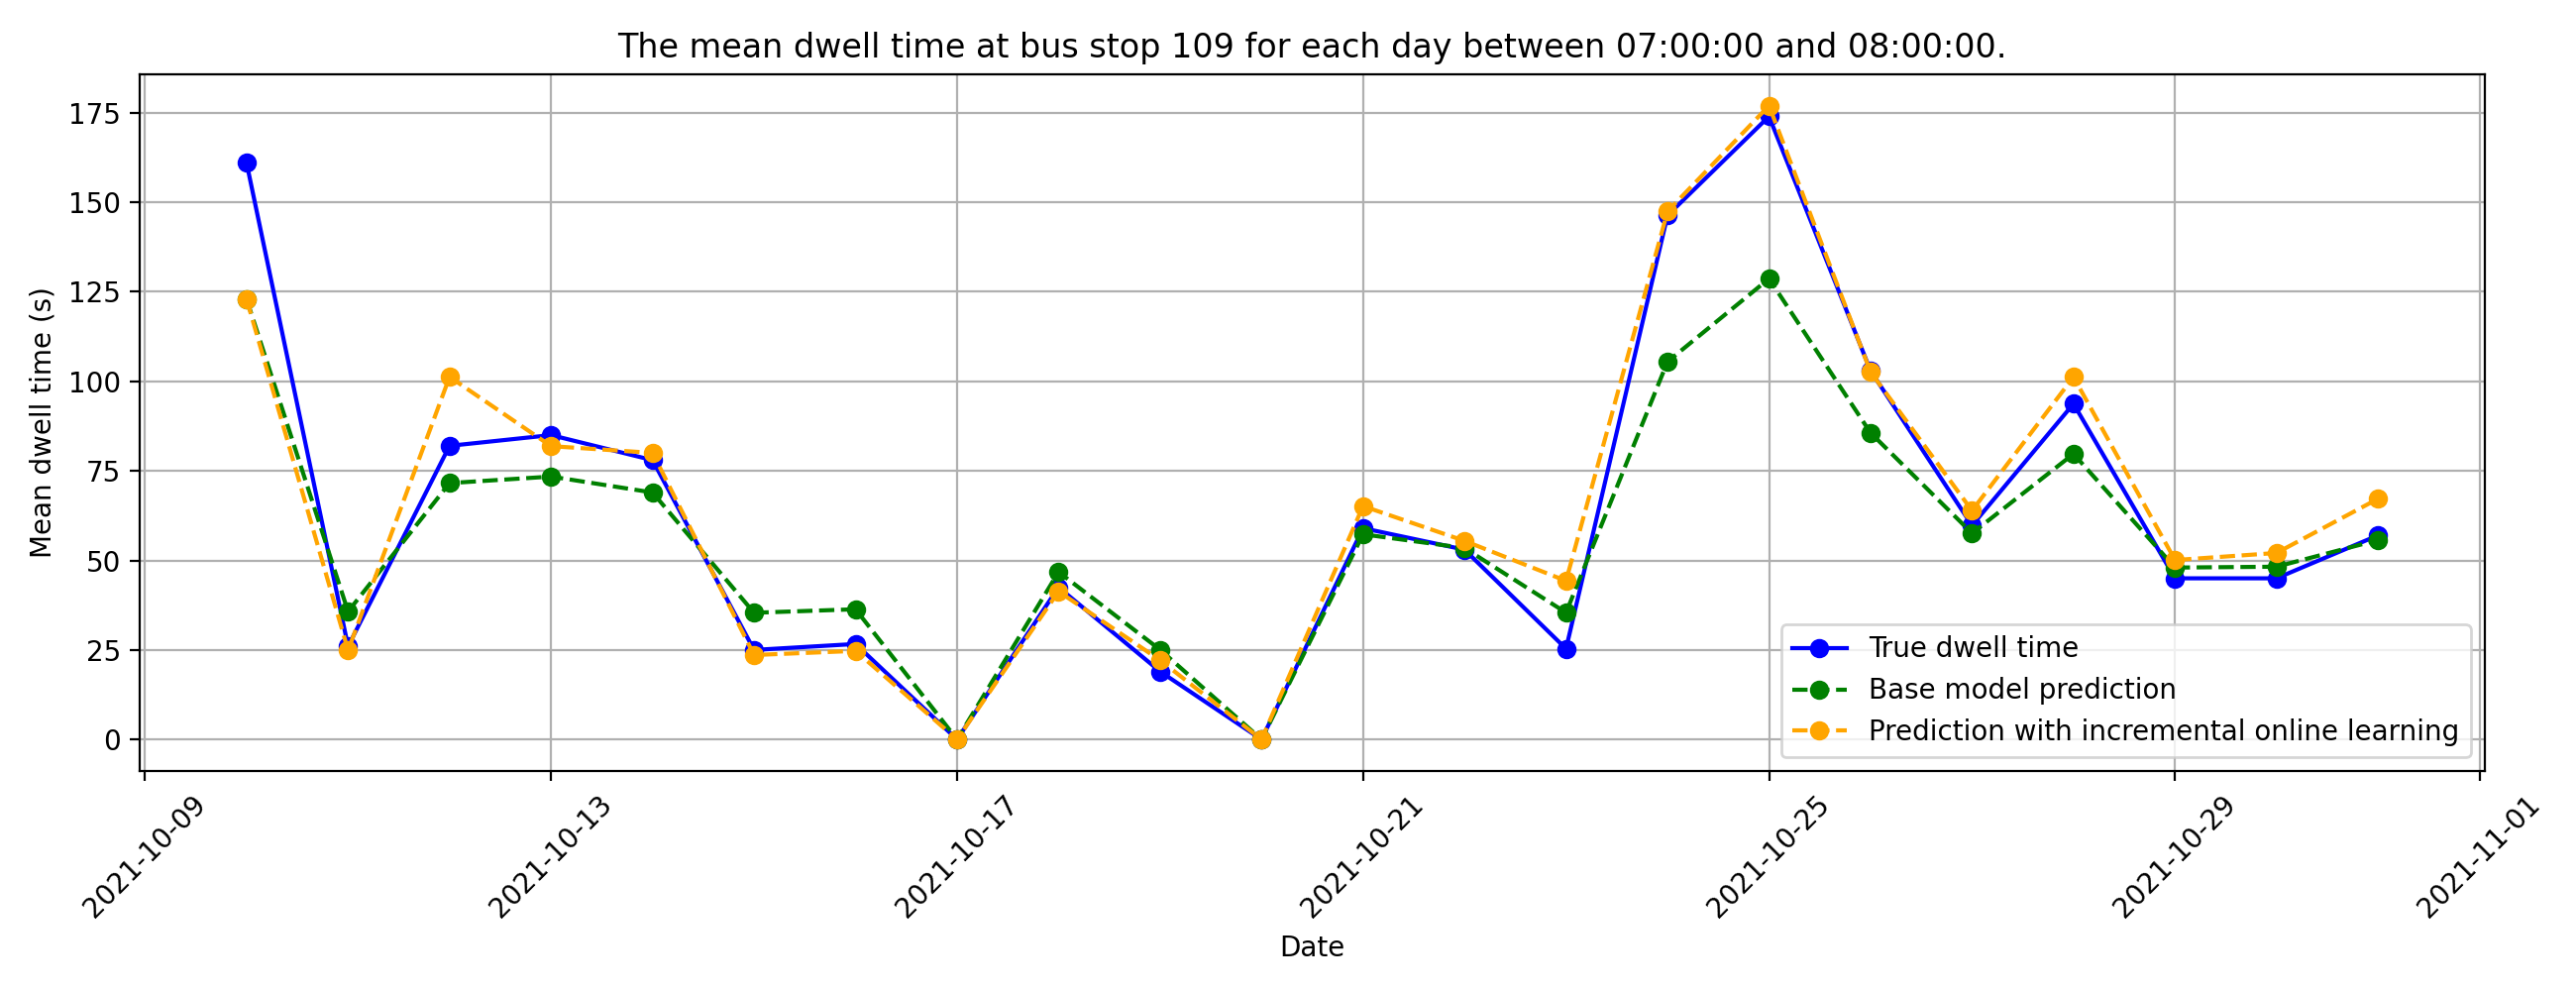 The mean dwell time at bus stop 109 for each day between 07:00:00 and 08:00:00.
Mean dwell time (s)
175
150
125
100
75
50
25
0
True dwell time
Base model prediction
Prediction with incremental online learning
2021-10-09
2021-10-13
2021-10-17
2021-10-21
2021-10-25
2021-10-29
2021-11-01
Date